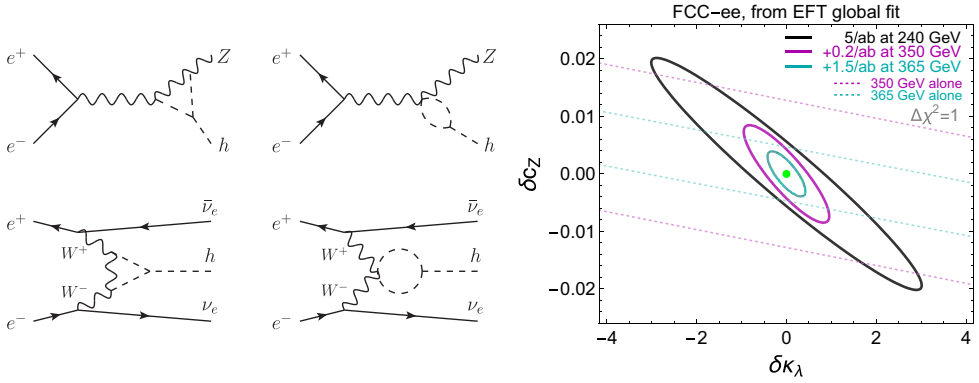 e⁺
Z
e⁻
h
e⁺
Z
e⁻
h
e⁺
ν̄ₑ
W⁺
h
W⁻
e⁻
νₑ
e⁺
ν̄ₑ
W⁺
h
W⁻
e⁻
νₑ
FCC-ee, from EFT global fit
5/ab at 240 GeV
+0.2/ab at 350 GeV
+1.5/ab at 365 GeV
350 GeV alone
365 GeV alone
Δχ²=1
δc_Z
0.02
0.01
0.00
-0.01
-0.02
−4 −2 0 2 4
δκ_λ